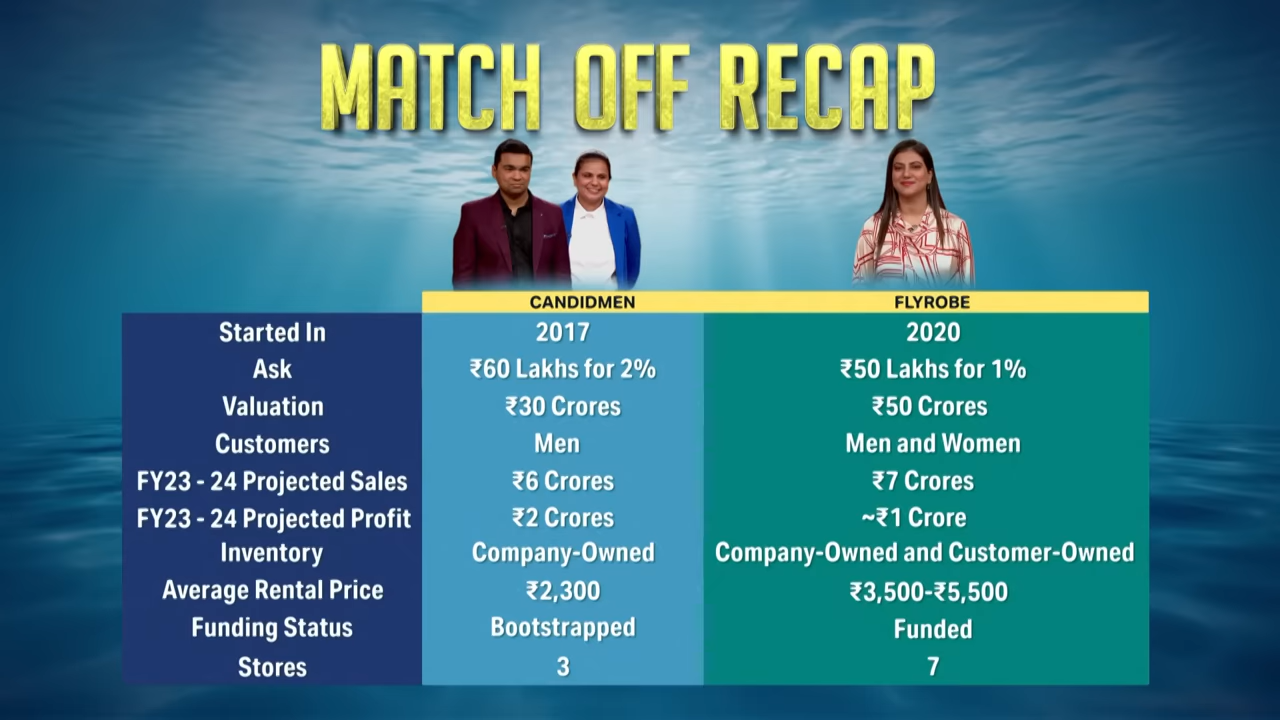 MATCH OFF RECAP
CANDIDMEN FLYROBE
Started In 2017 2020
Ask ₹60 Lakhs for 2% ₹50 Lakhs for 1%
Valuation ₹30 Crores ₹50 Crores
Customers Men Men and Women
FY23 - 24 Projected Sales ₹6 Crores ₹7 Crores
FY23 - 24 Projected Profit ₹2 Crores ~₹1 Crore
Inventory Company-Owned Company-Owned and Customer-Owned
Average Rental Price ₹2,300 ₹3,500-₹5,500
Funding Status Bootstrapped Funded
Stores 3 7